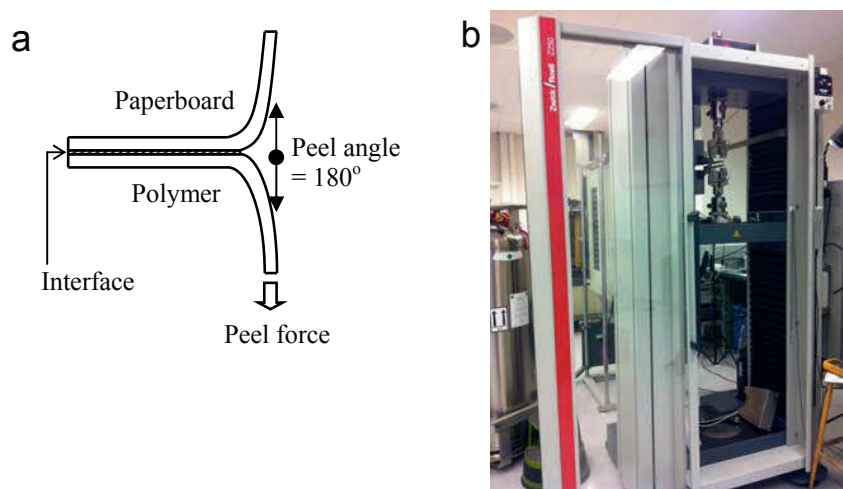 a
Paperboard
Peel angle
= 180°
Polymer
Interface
Peel force
b
Zwick / Roell Z250